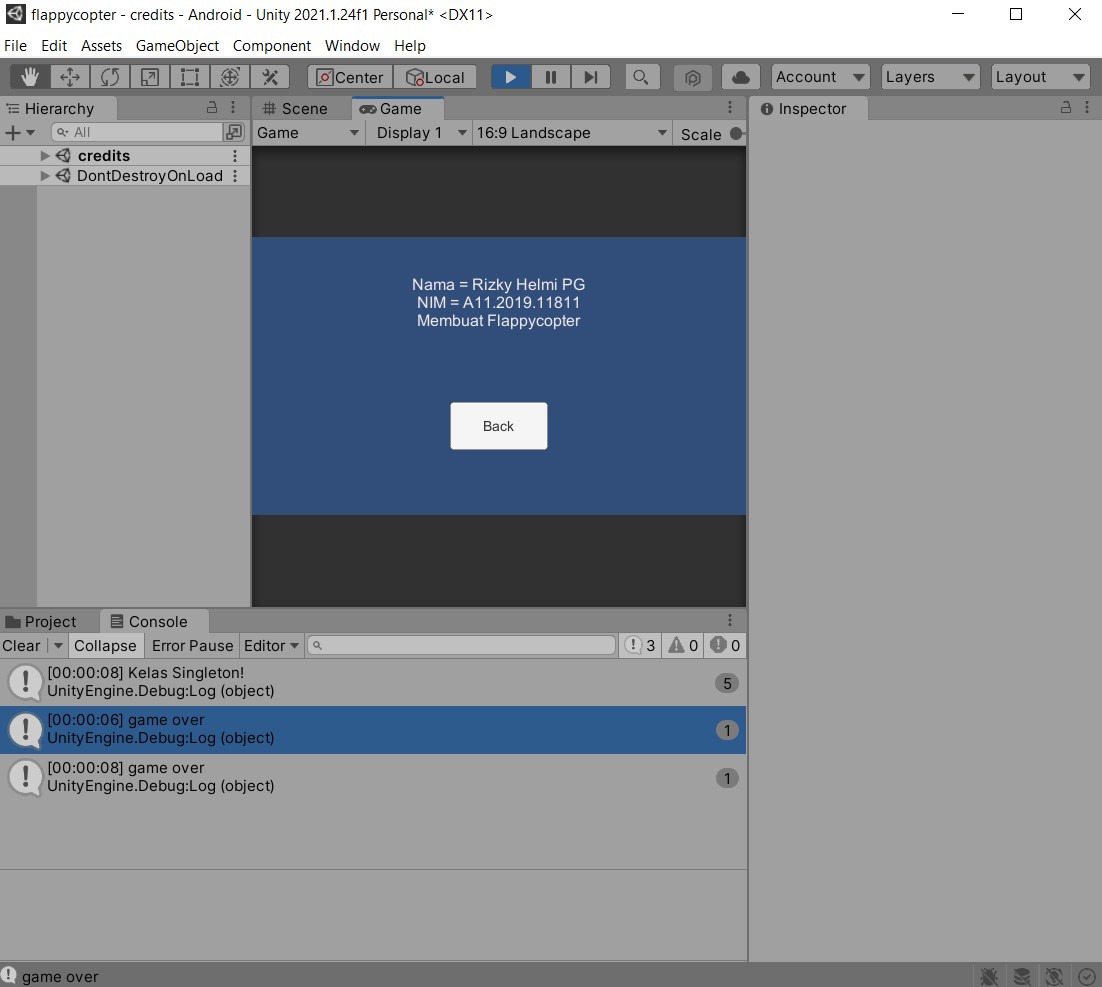 flappycopter - credits - Android - Unity 2021.1.24f1 Personal* <DX11>
File Edit Assets GameObject Component Window Help
Center Local Account Layers Layout
Hierarchy
All
credits
DontDestroyOnLoad
Scene Game
Game Display 1 16:9 Landscape Scale
Nama = Rizky Helmi PG
NIM = A11.2019.11811
Membuat Flappycopter
Back
Inspector
Project Console
Clear Collapse Error Pause Editor 3 0 0
[00:00:08] Kelas Singleton!
UnityEngine.Debug:Log (object)
5
[00:00:06] game over
UnityEngine.Debug:Log (object)
1
[00:00:08] game over
UnityEngine.Debug:Log (object)
1
game over